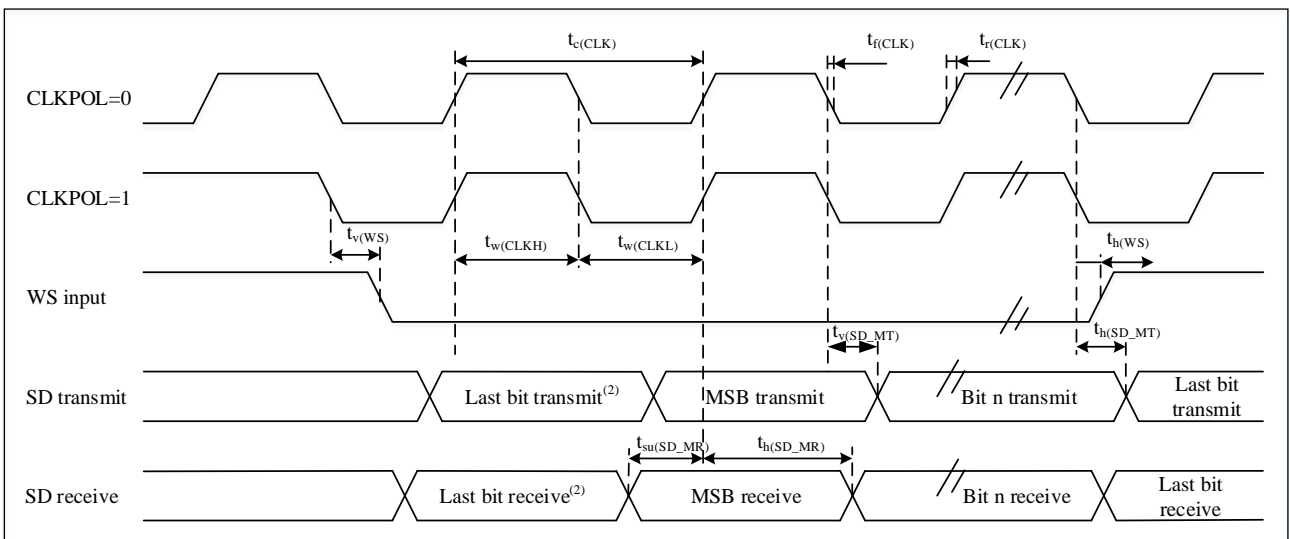 tc(CLK)
tf(CLK)
tr(CLK)
CLKPOL=0
CLKPOL=1
tv(WS)
tw(CLKH)
tw(CLKL)
th(WS)
WS input
tv(SD_MT)
th(SD_MT)
SD transmit
Last bit transmit(2)
MSB transmit
Bit n transmit
Last bit
transmit
tsu(SD_MR)
th(SD_MR)
SD receive
Last bit receive(2)
MSB receive
Bit n receive
Last bit
receive